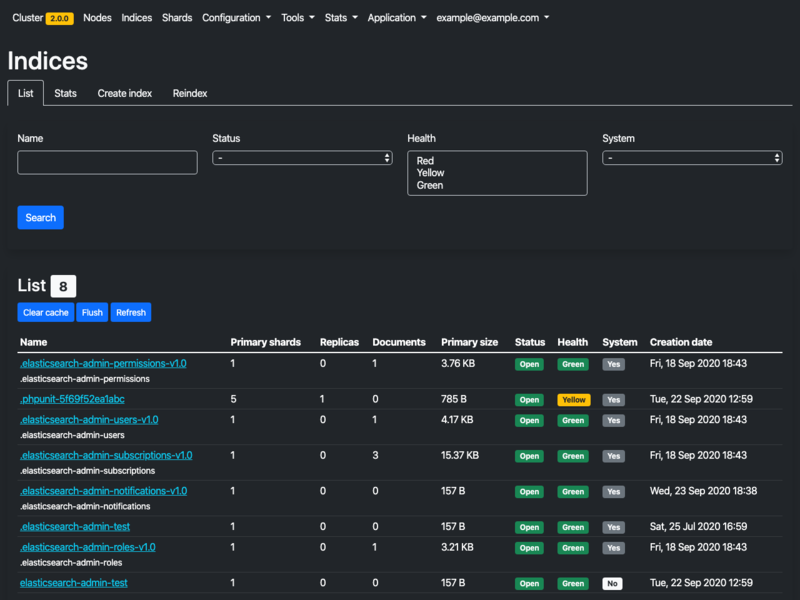 Cluster 2.0.0 Nodes Indices Shards Configuration Tools Stats Application example@example.com
Indices
List Stats Create index Reindex
Name Status Health System
- Red -
Yellow
Green
Search
List 8
Clear cache Flush Refresh
Name Primary shards Replicas Documents Primary size Status Health System Creation date
.elasticsearch-admin-permissions-v1.0 1 0 1 3.76 KB Open Green Yes Fri, 18 Sep 2020 18:43
.elasticsearch-admin-permissions
.phpunit-5f69f52ea1abc 5 1 0 785 B Open Yellow Yes Tue, 22 Sep 2020 12:59
.elasticsearch-admin-users-v1.0 1 0 1 4.17 KB Open Green Yes Fri, 18 Sep 2020 18:43
.elasticsearch-admin-users
.elasticsearch-admin-subscriptions-v1.0 1 0 3 15.37 KB Open Green Yes Fri, 18 Sep 2020 18:43
.elasticsearch-admin-subscriptions
.elasticsearch-admin-notifications-v1.0 1 0 0 157 B Open Green Yes Wed, 23 Sep 2020 18:38
.elasticsearch-admin-notifications
.elasticsearch-admin-test 1 0 0 157 B Open Green Yes Sat, 25 Jul 2020 16:59
.elasticsearch-admin-roles-v1.0 1 0 1 3.21 KB Open Green Yes Fri, 18 Sep 2020 18:43
.elasticsearch-admin-roles
elasticsearch-admin-test 1 0 0 157 B Open Green No Tue, 22 Sep 2020 12:59